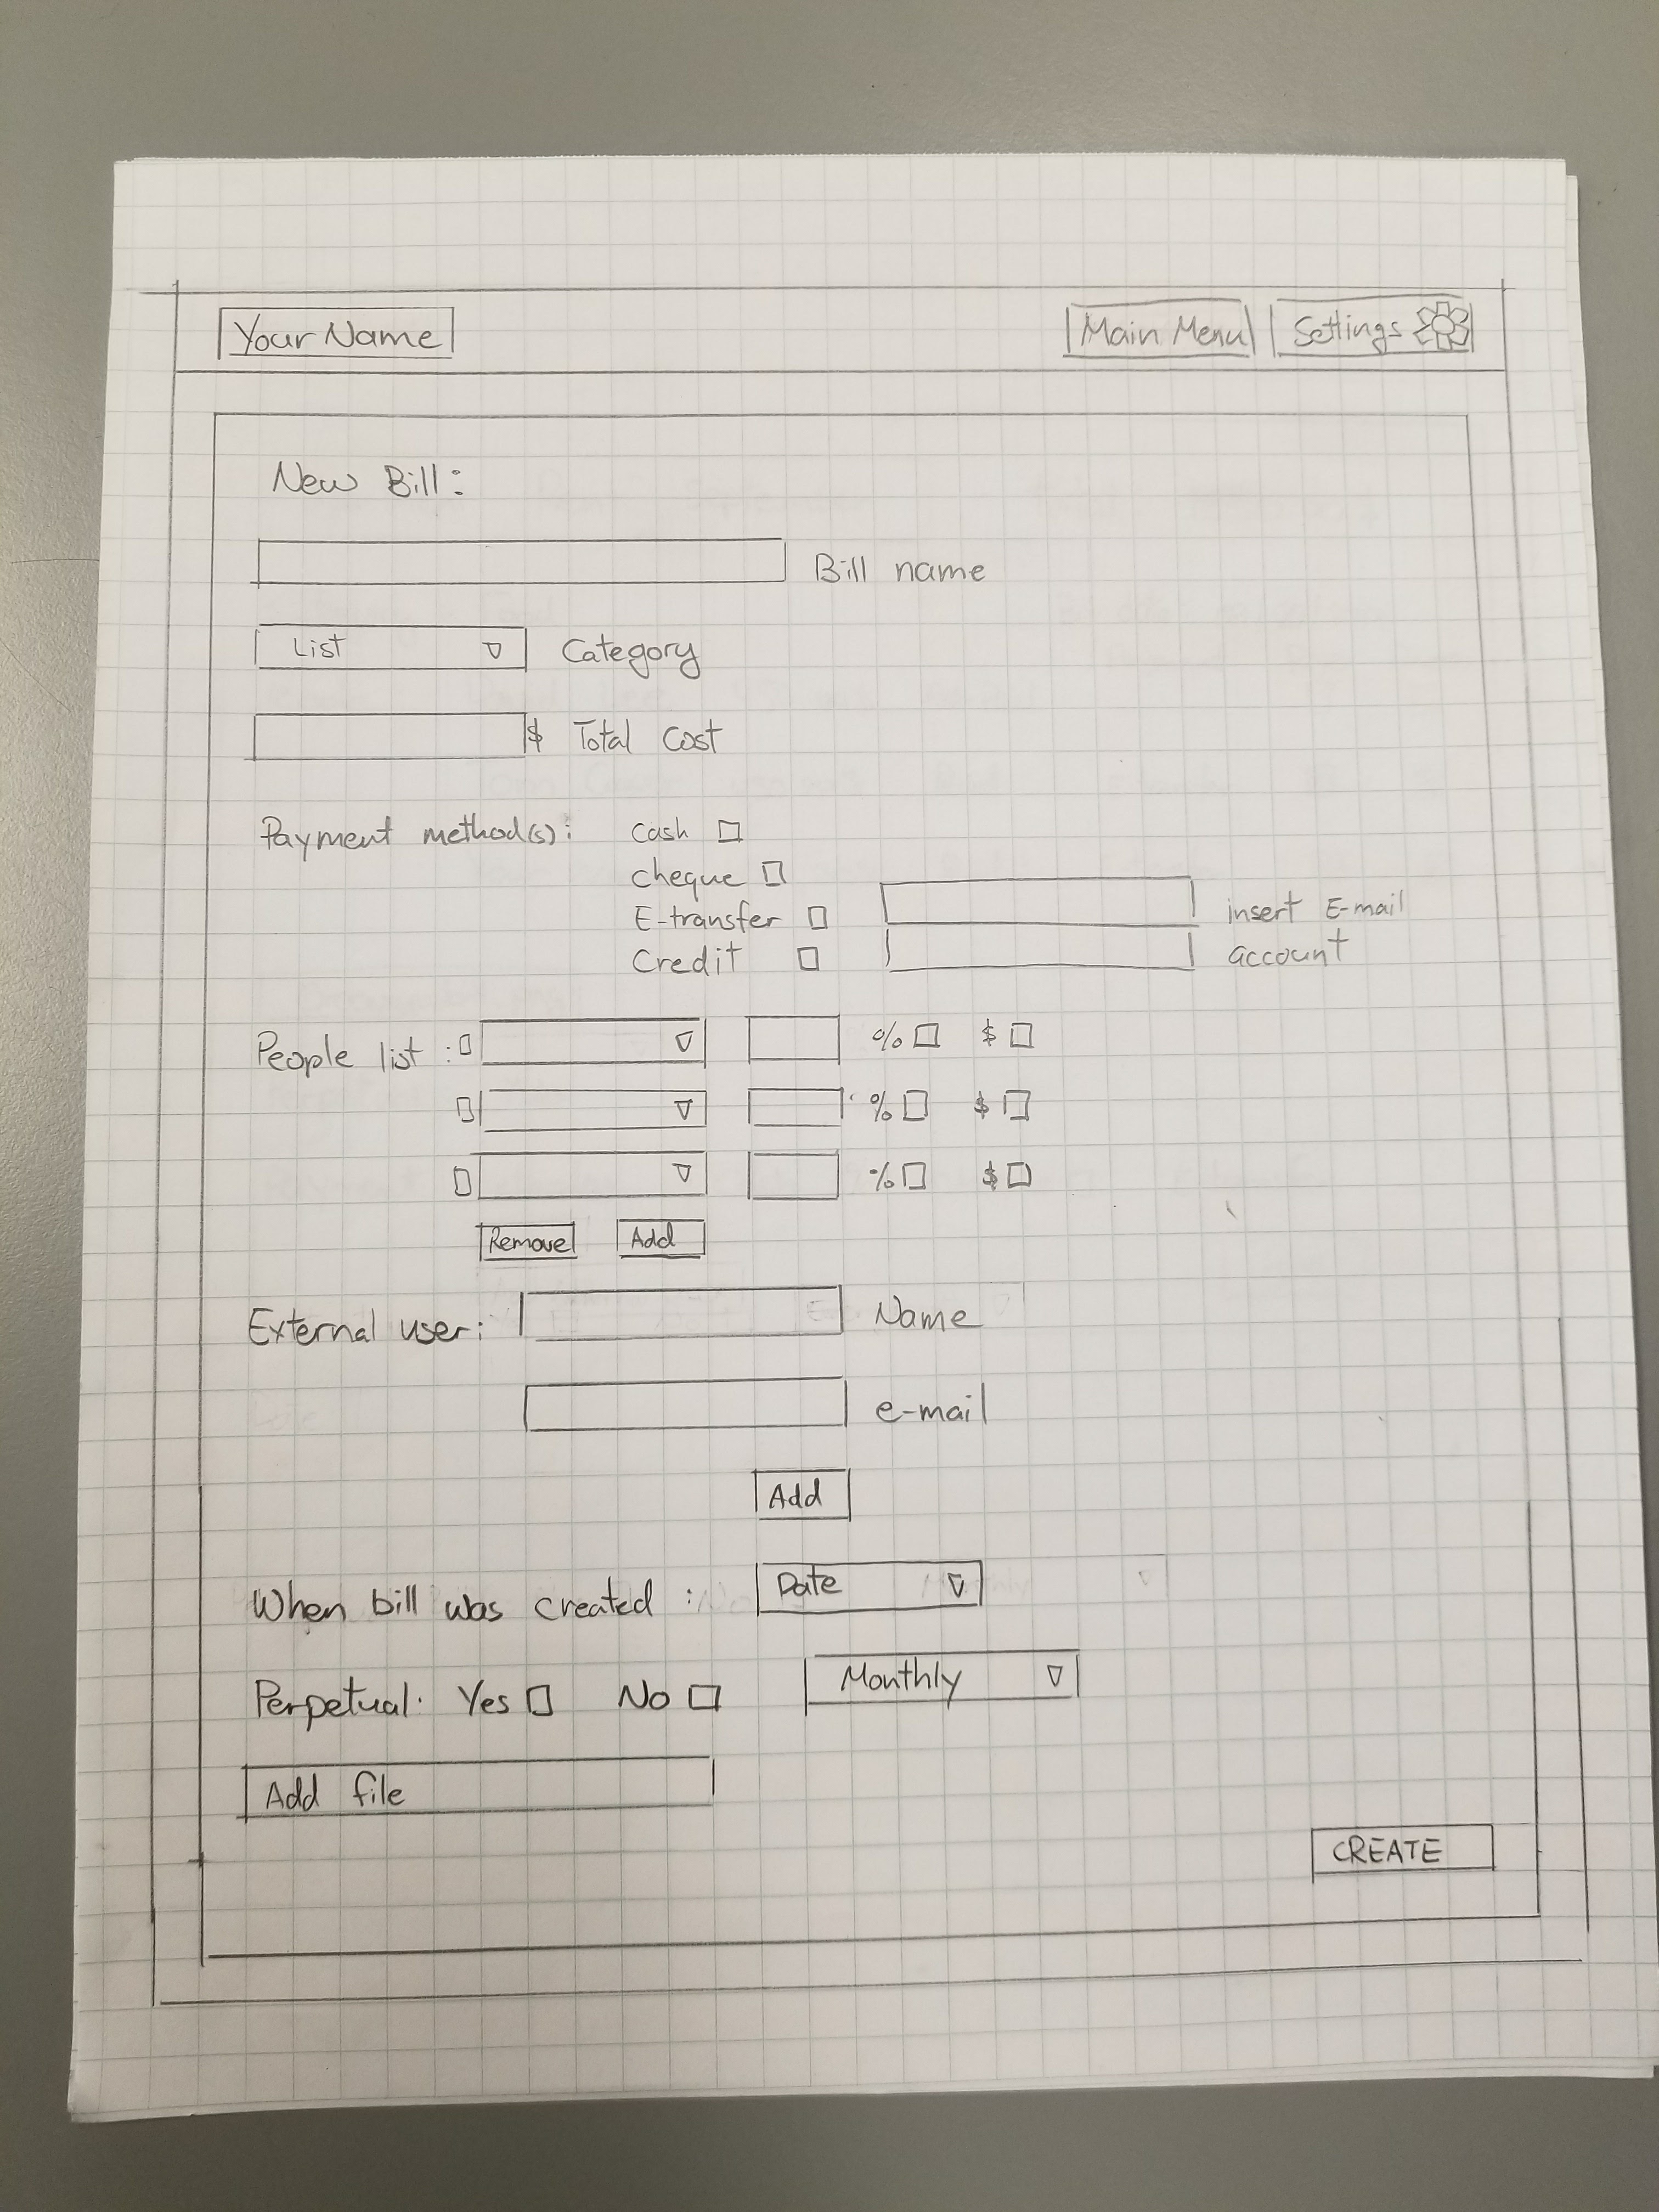 Your Name Main Menu Settings
New Bill:
Bill name
List Category
$ Total Cost
Payment method(s): cash
cheque
E-transfer insert E-mail
Credit account
People list : % $
% $
% $
Remove Add
External user: Name
e-mail
Add
When bill was created : Date
Perpetual: Yes No Monthly
Add file
CREATE